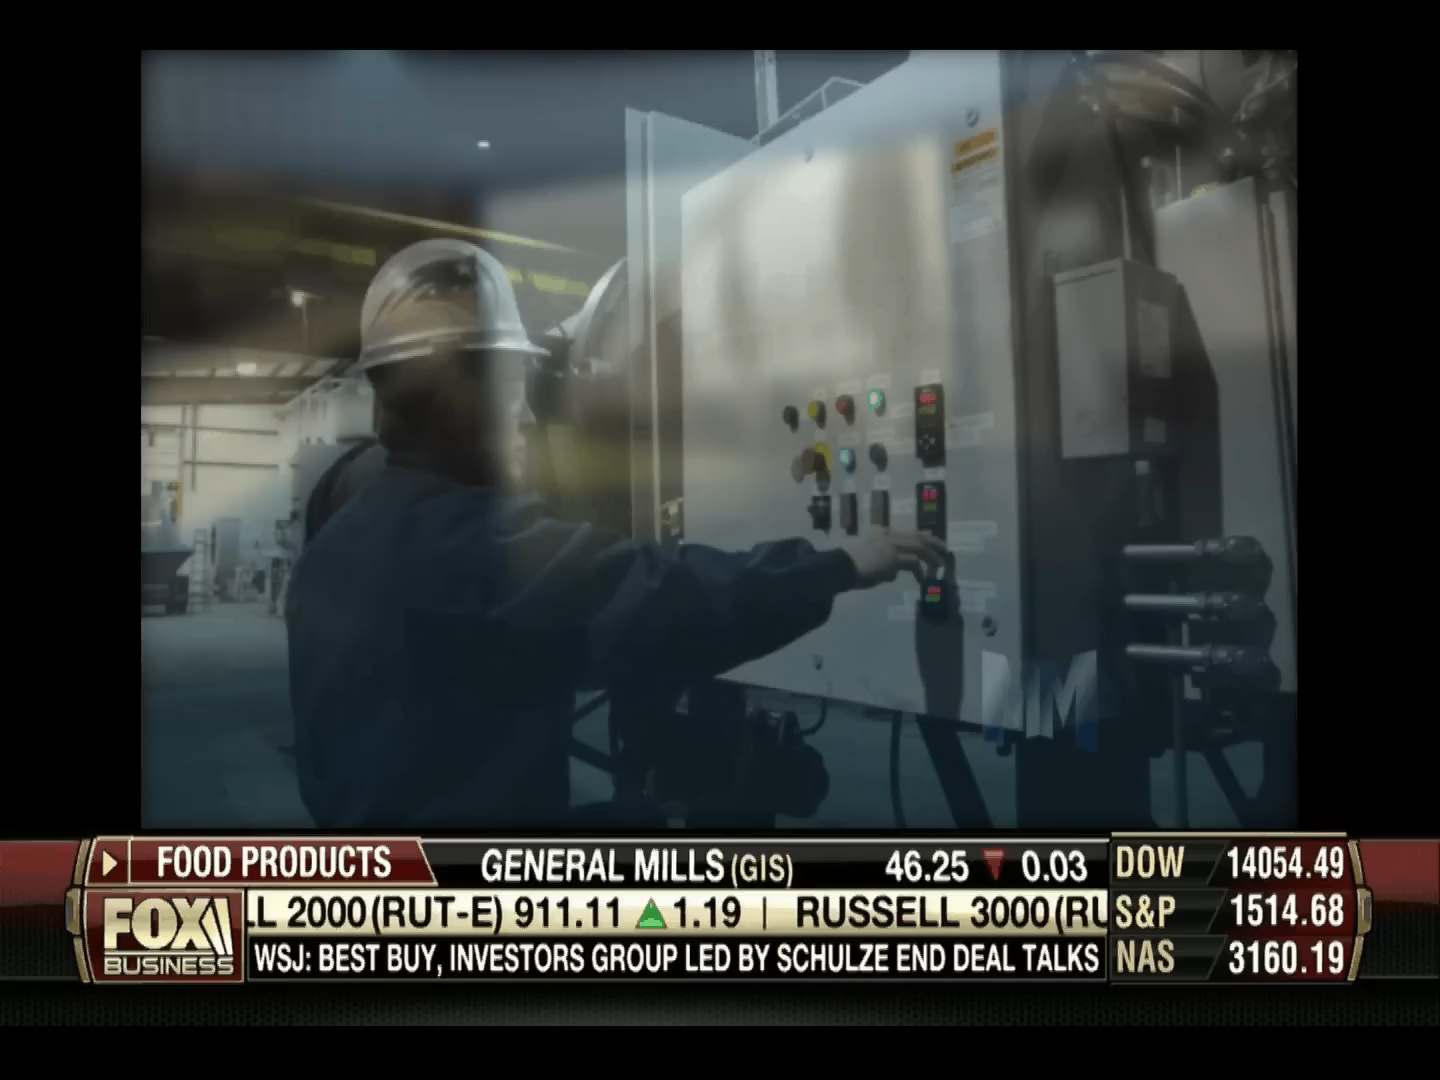 MM
FOOD PRODUCTS
GENERAL MILLS (GIS) 46.25 0.03
LL 2000 (RUT-E) 911.11 1.19 | RUSSELL 3000 (RU
WSJ: BEST BUY, INVESTORS GROUP LED BY SCHULZE END DEAL TALKS
FOX
BUSINESS
DOW 14054.49
S&P 1514.68
NAS 3160.19